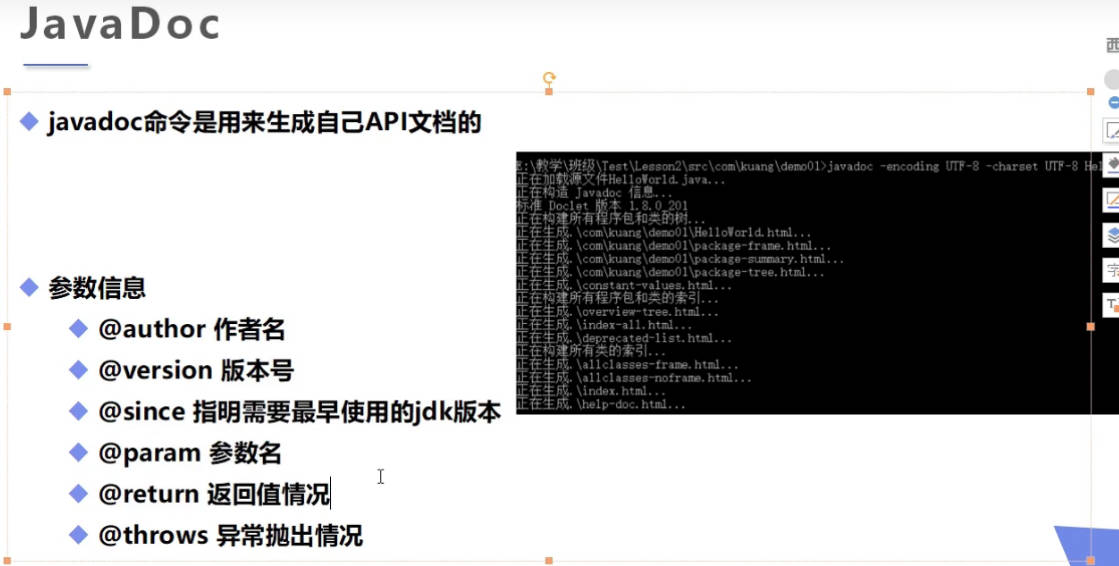 JavaDoc
javadoc命令是用来生成自己API文档的
E:\教学\班级\Test\Lesson2\src\com\kuang\demo01>javadoc -encoding UTF-8 -charset UTF-8 Hel
正在加载源文件HelloWorld.java...
正在构造 Javadoc 信息...
标准 Doclet 版本 1.8.0_201
正在构建所有程序包和类的树...
正在生成.\com\kuang\demo01\HelloWorld.html...
正在生成.\com\kuang\demo01\package-frame.html...
正在生成.\com\kuang\demo01\package-summary.html...
正在生成.\com\kuang\demo01\package-tree.html...
正在生成.\constant-values.html...
正在构建所有程序包和类的索引...
正在生成.\overview-tree.html...
正在生成.\index-all.html...
正在生成.\deprecated-list.html...
正在构建所有类的索引...
正在生成.\allclasses-frame.html...
正在生成.\allclasses-noframe.html...
正在生成.\index.html...
正在生成.\help-doc.html...
参数信息
@author 作者名
@version 版本号
@since 指明需要最早使用的jdk版本
@param 参数名
@return 返回值情况
@throws 异常抛出情况